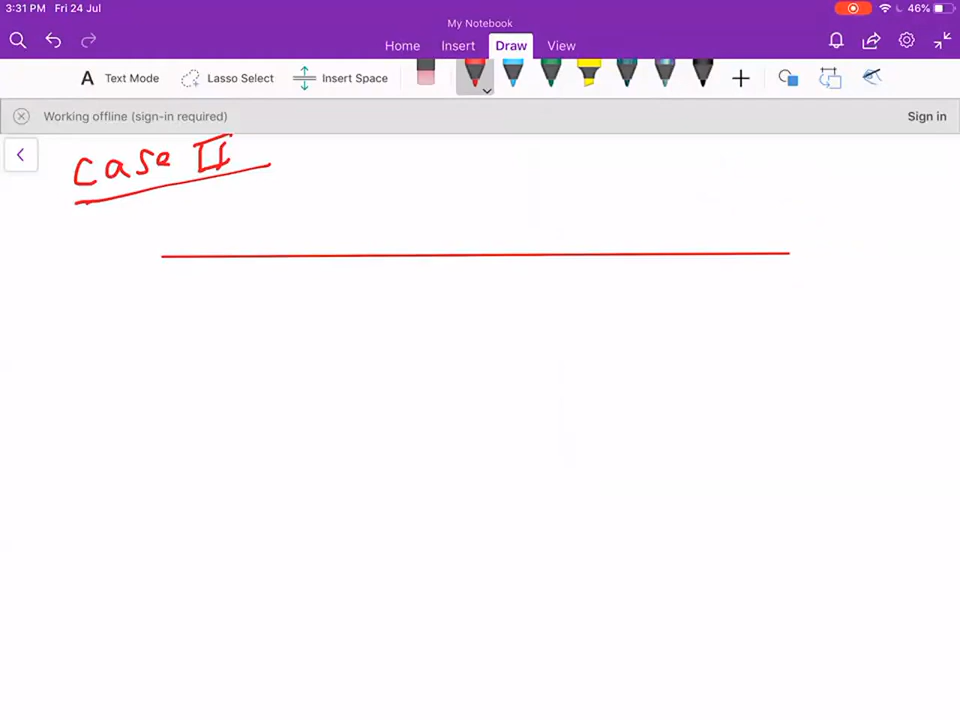 3:31 PM Fri 24 Jul 46%
My Notebook
Home Insert Draw View
A Text Mode Lasso Select Insert Space
Working offline (sign-in required) Sign in
Case II